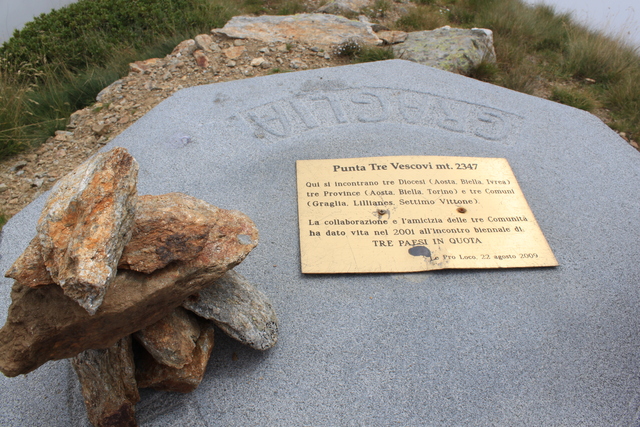 GRAGLIA
Punta Tre Vescovi mt. 2347
Qui si incontrano tre Diocesi (Aosta, Biella, Ivrea)
tre Province (Aosta, Biella, Torino) e tre Comuni
(Graglia, Lillianes, Settimo Vittone).
La collaborazione e l'amicizia delle tre Comunità
ha dato vita nel 2001 all'incontro biennale di
TRE PAESI IN QUOTA
Le Pro Loco, 22 agosto 2009